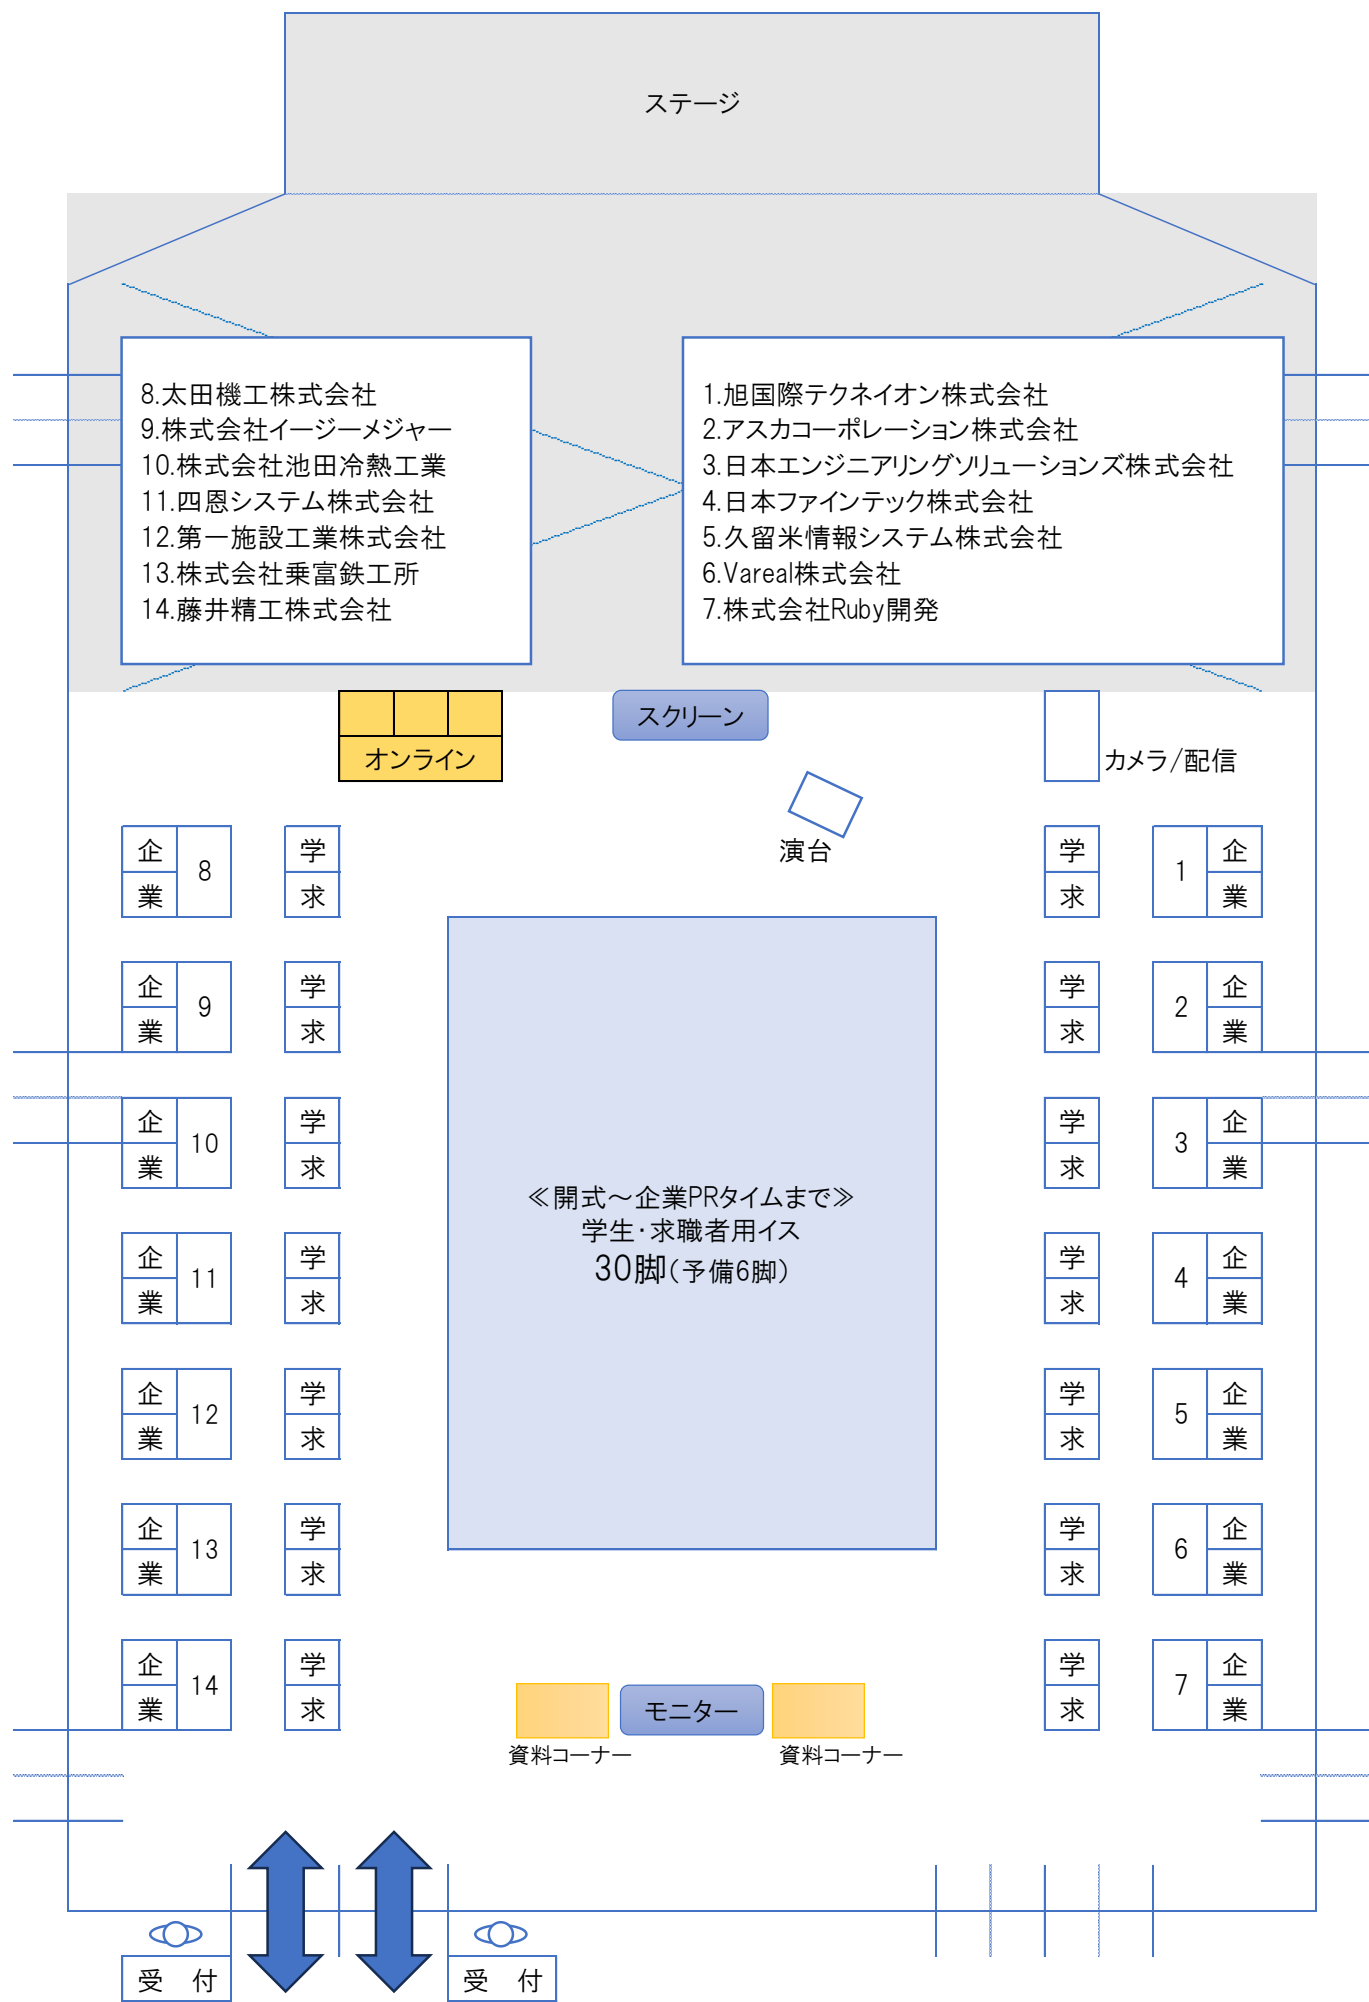 ステージ
8.太田機工株式会社
9.株式会社イージーメジャー
10.株式会社池田冷熱工業
11.四恩システム株式会社
12.第一施設工業株式会社
13.株式会社乗富鉄工所
14.藤井精工株式会社
1.旭国際テクネイオン株式会社
2.アスカコーポレーション株式会社
3.日本エンジニアリングソリューションズ株式会社
4.日本ファインテック株式会社
5.久留米情報システム株式会社
6.Vareal株式会社
7.株式会社Ruby開発
オンライン
スクリーン
カメラ/配信
演台
企業 8 学求
学求 1 企業
企業 9 学求
学求 2 企業
企業 10 学求
学求 3 企業
≪開式～企業PRタイムまで≫
学生・求職者用イス
30脚（予備6脚）
企業 11 学求
学求 4 企業
企業 12 学求
学求 5 企業
企業 13 学求
学求 6 企業
企業 14 学求
学求 7 企業
モニター
資料コーナー
資料コーナー
受　付
受　付